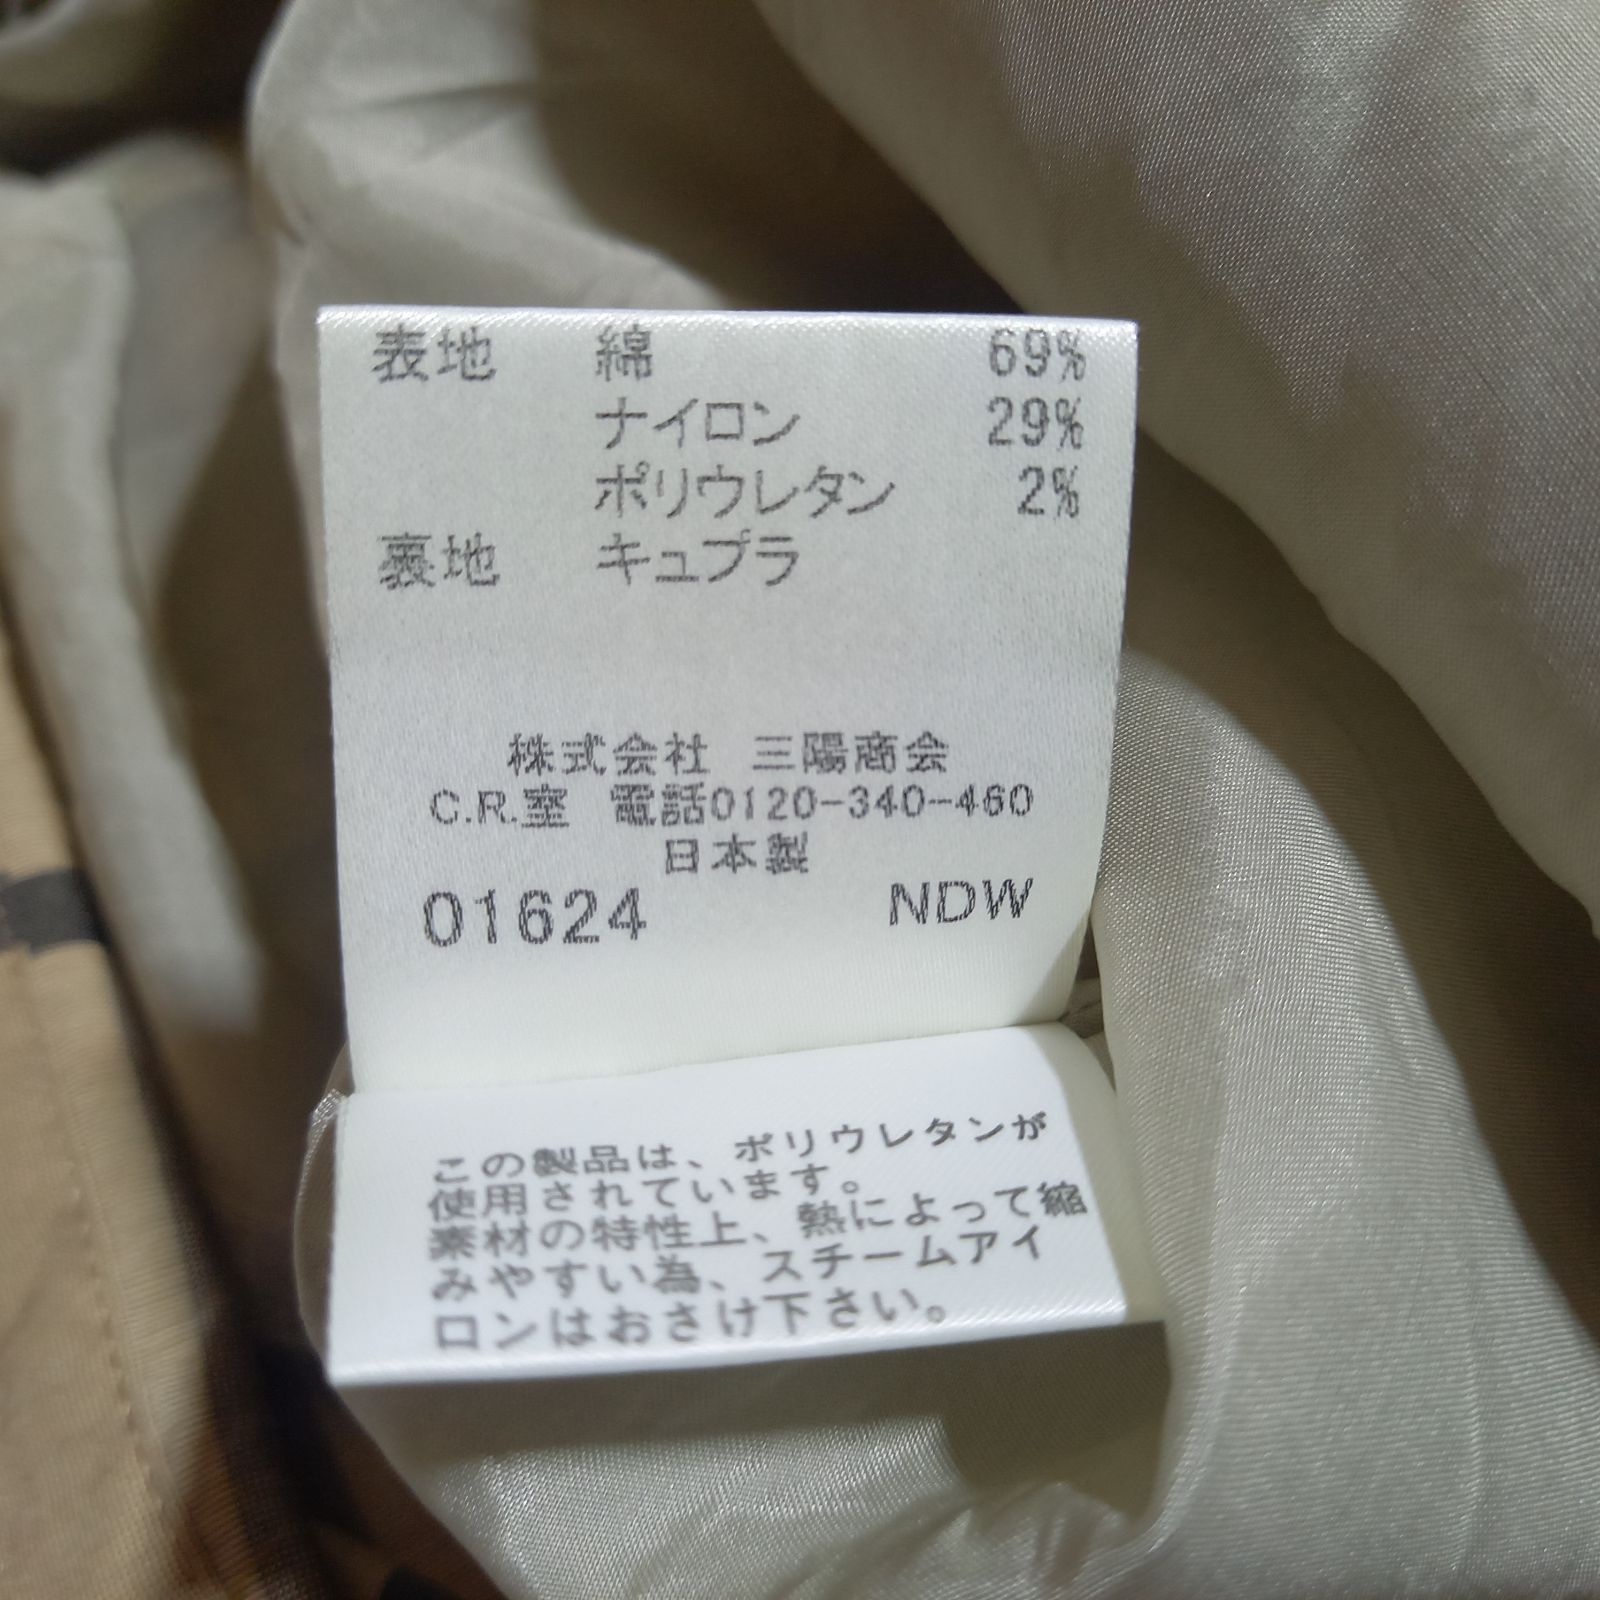 表地 綿 69%
ナイロン 29%
ポリウレタン 2%
裏地 キュプラ
株式会社 三陽商会
C.R.室 電話0120-340-460
日本製
01624 NDW
この製品は、ポリウレタンが
使用されています。
素材の特性上、熱によって縮
みやすい為、スチームアイ
ロンはおさけ下さい。